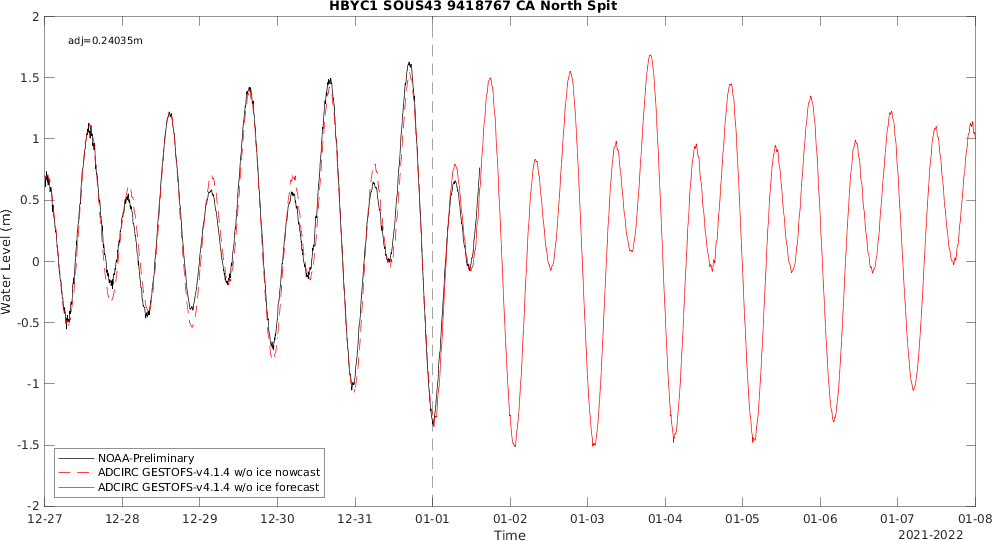 HBYC1 SOUS43 9418767 CA North Spit
adj=0.24035m
2
1.5
1
0.5
0
-0.5
-1
-1.5
-2
Water Level (m)
NOAA-Preliminary
ADCIRC GESTOFS-v4.1.4 w/o ice nowcast
ADCIRC GESTOFS-v4.1.4 w/o ice forecast
12-27 12-28 12-29 12-30 12-31 01-01 01-02 01-03 01-04 01-05 01-06 01-07 01-08
Time
2021-2022